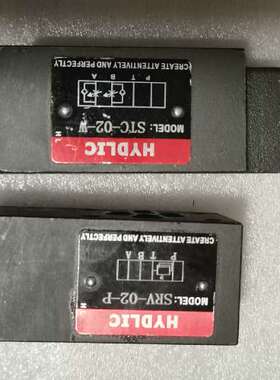 HYDLIC
MODEL: STC-02-W
P T B A
CREATE ATTENTIVELY AND PERFECTLY
HYDLIC
MODEL: SRV-02-P
P T B A
CREATE ATTENTIVELY AND PERFECTLY